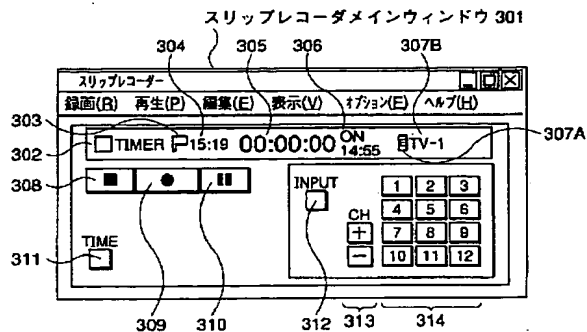 スリップレコーダメインウィンドウ 301
304 305 306 307B
スリップレコーダー
録画(R) 再生(P) 編集(E) 表示(V) オプション(E) ヘルプ(H)
303
302
TIMER 15:19 00:00:00 ON 14:55 TV-1
307A
308
INPUT
1 2 3
4 5 6
CH
+ 7 8 9
- 10 11 12
TIME
311
309 310 312 313 314